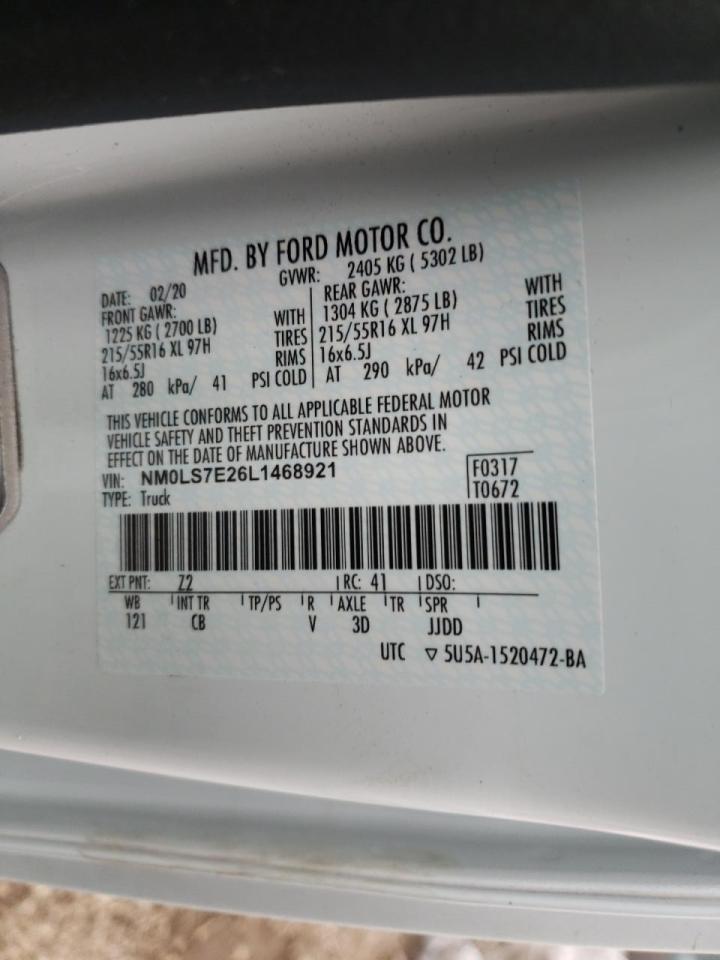 MFD. BY FORD MOTOR CO.
DATE: 02/20 GVWR: 2405 KG ( 5302 LB)
FRONT GAWR: REAR GAWR:
1225 KG ( 2700 LB) WITH 1304 KG ( 2875 LB) WITH
215/55R16 XL 97H TIRES 215/55R16 XL 97H TIRES
16x6.5J RIMS 16x6.5J RIMS
AT 280 kPa/ 41 PSI COLD AT 290 kPa/ 42 PSI COLD
THIS VEHICLE CONFORMS TO ALL APPLICABLE FEDERAL MOTOR
VEHICLE SAFETY AND THEFT PREVENTION STANDARDS IN
EFFECT ON THE DATE OF MANUFACTURE SHOWN ABOVE.
VIN: NM0LS7E26L1468921 F0317
TYPE: Truck T0672
EXT PNT: Z2 RC: 41 DSO:
WB INT TR TP/PS R AXLE TR SPR
121 CB V 3D JJDD
UTC ▽ 5U5A-1520472-BA